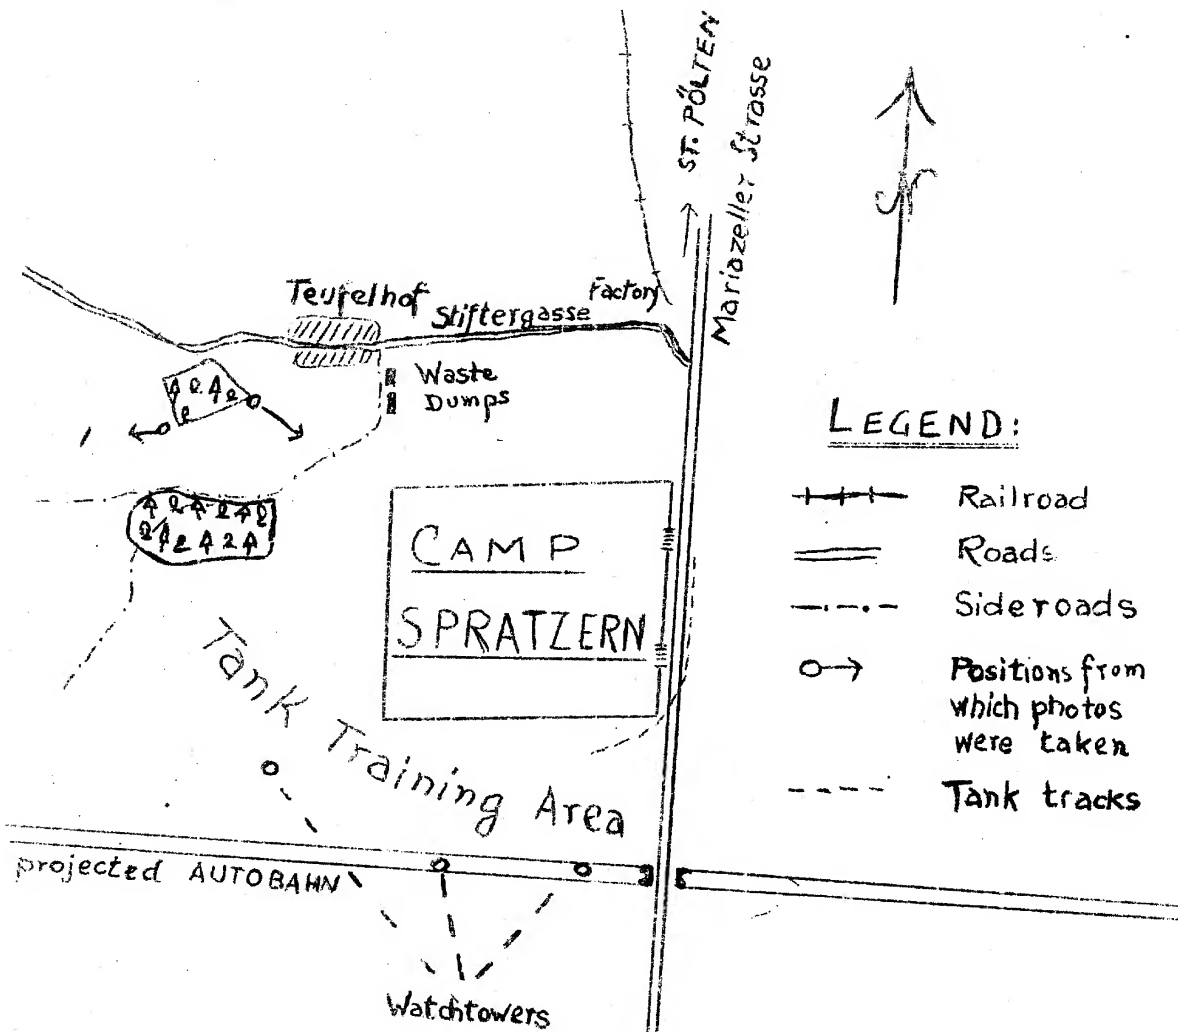 ST. PÖLTEN
Mariazeller Strasse
N
Teufelhof
Stiftergasse
Factory
Waste
Dumps
CAMP
SPRATZERN
Tank Training Area
projected AUTOBAHN
Watchtowers
LEGEND:
Railroad
Roads
Sideroads
Positions from
which photos
were taken
Tank tracks